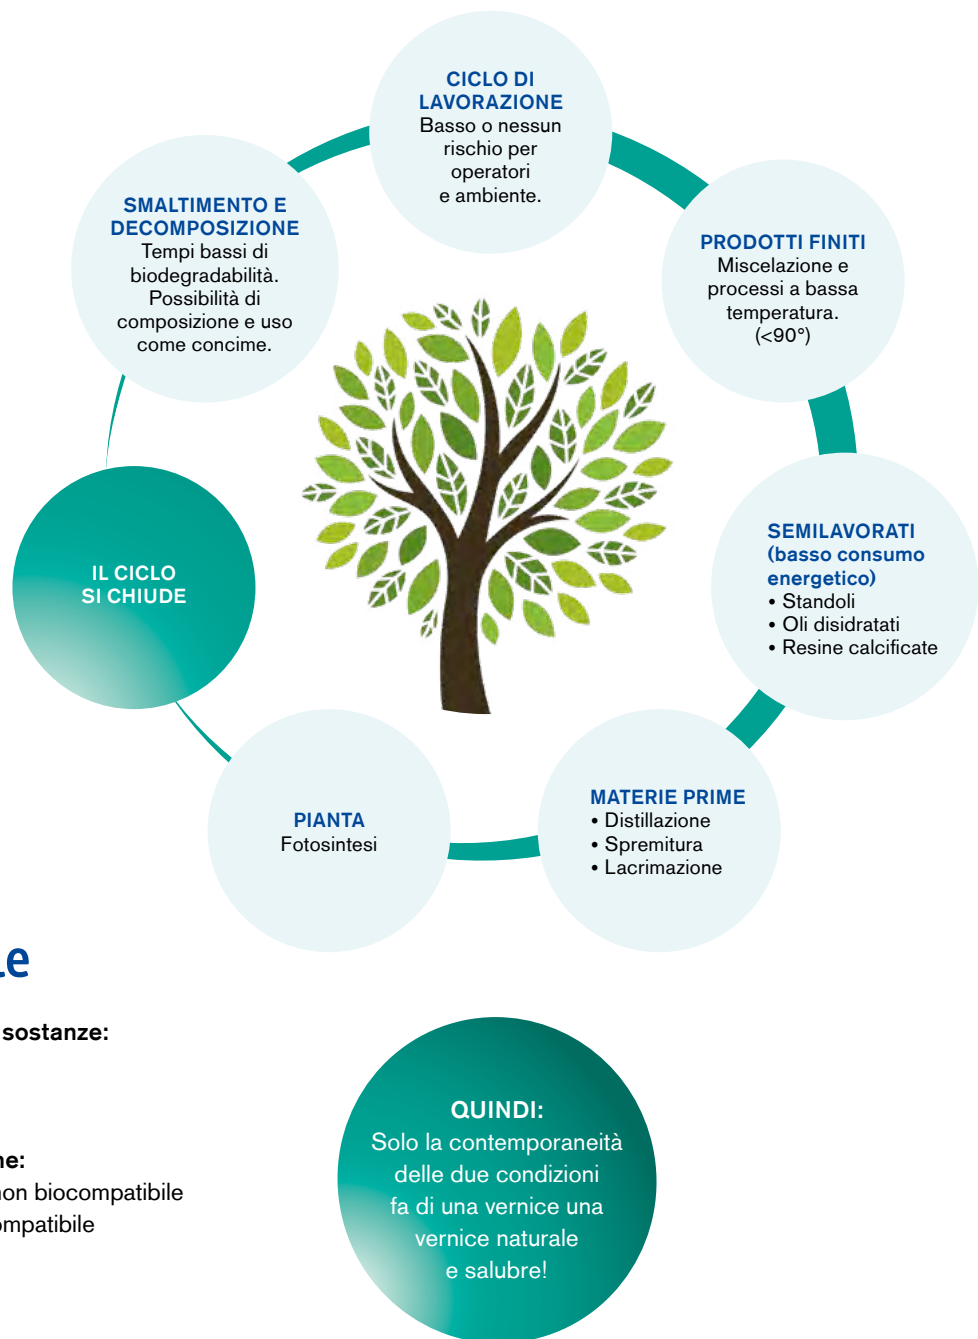 CICLO DI
LAVORAZIONE
Basso o nessun
rischio per
operatori
e ambiente.
SMALTIMENTO E
DECOMPOSIZIONE
Tempi bassi di
biodegradabilità.
Possibilità di
composizione e uso
come concime.
PRODOTTI FINITI
Miscelazione e
processi a bassa
temperatura.
(<90°)
IL CICLO
SI CHIUDE
SEMILAVORATI
(basso consumo
energetico)
• Standoli
• Oli disidratati
• Resine calcificate
PIANTA
Fotosintesi
MATERIE PRIME
• Distillazione
• Spremitura
• Lacrimazione
sostanze:
non biocompatibile
QUINDI:
Solo la contemporaneità
delle due condizioni
fa di una vernice una
vernice naturale
e salubre!